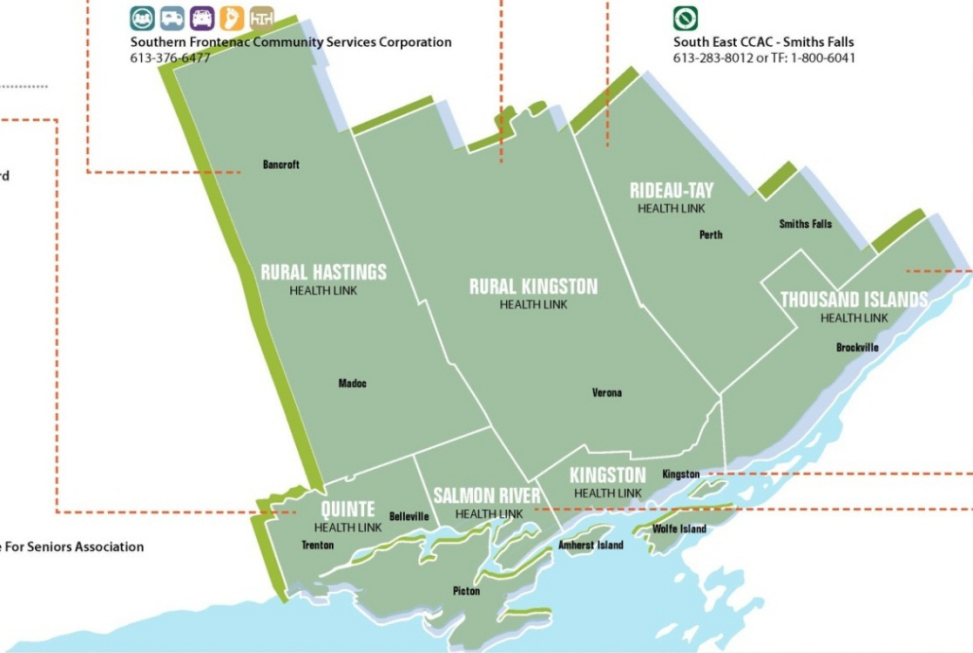 Southern Frontenac Community Services Corporation
613-376-6477
South East CCAC - Smiths Falls
613-283-8012 or TF: 1-800-6041
Bancroft
rd
RIDEAU-TAY
HEALTH LINK
Perth
Smiths Falls
RURAL HASTINGS
HEALTH LINK
RURAL KINGSTON
HEALTH LINK
THOUSAND ISLANDS
HEALTH LINK
Brockville
Madoc
Verona
KINGSTON
HEALTH LINK
Kingston
SALMON RIVER
HEALTH LINK
QUINTE
HEALTH LINK
Belleville
Trenton
Wolfe Island
Amherst Island
e For Seniors Association
Picton